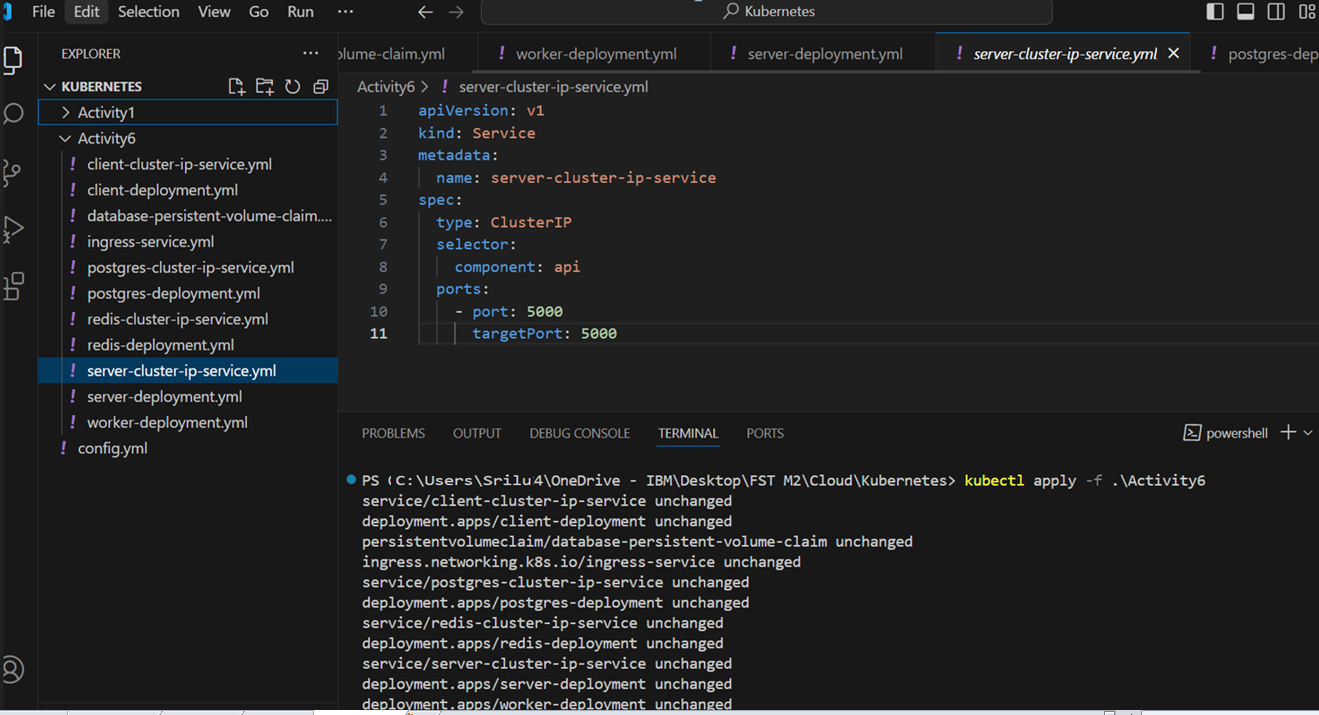 File Edit Selection View Go Run ··· ← → Kubernetes
EXPLORER ···
KUBERNETES
Activity1
Activity6
! client-cluster-ip-service.yml
! client-deployment.yml
! database-persistent-volume-claim....
! ingress-service.yml
! postgres-cluster-ip-service.yml
! postgres-deployment.yml
! redis-cluster-ip-service.yml
! redis-deployment.yml
! server-cluster-ip-service.yml
! server-deployment.yml
! worker-deployment.yml
! config.yml
olume-claim.yml ! worker-deployment.yml ! server-deployment.yml ! server-cluster-ip-service.yml × ! postgres-dep
Activity6 > ! server-cluster-ip-service.yml
1 apiVersion: v1
2 kind: Service
3 metadata:
4 name: server-cluster-ip-service
5 spec:
6 type: ClusterIP
7 selector:
8 component: api
9 ports:
10 - port: 5000
11 targetPort: 5000
PROBLEMS OUTPUT DEBUG CONSOLE TERMINAL PORTS powershell
PS C:\Users\Srilu4\OneDrive - IBM\Desktop\FST M2\Cloud\Kubernetes> kubectl apply -f .\Activity6
service/client-cluster-ip-service unchanged
deployment.apps/client-deployment unchanged
persistentvolumeclaim/database-persistent-volume-claim unchanged
ingress.networking.k8s.io/ingress-service unchanged
service/postgres-cluster-ip-service unchanged
deployment.apps/postgres-deployment unchanged
service/redis-cluster-ip-service unchanged
deployment.apps/redis-deployment unchanged
service/server-cluster-ip-service unchanged
deployment.apps/server-deployment unchanged
deployment.apps/worker-deployment unchanged